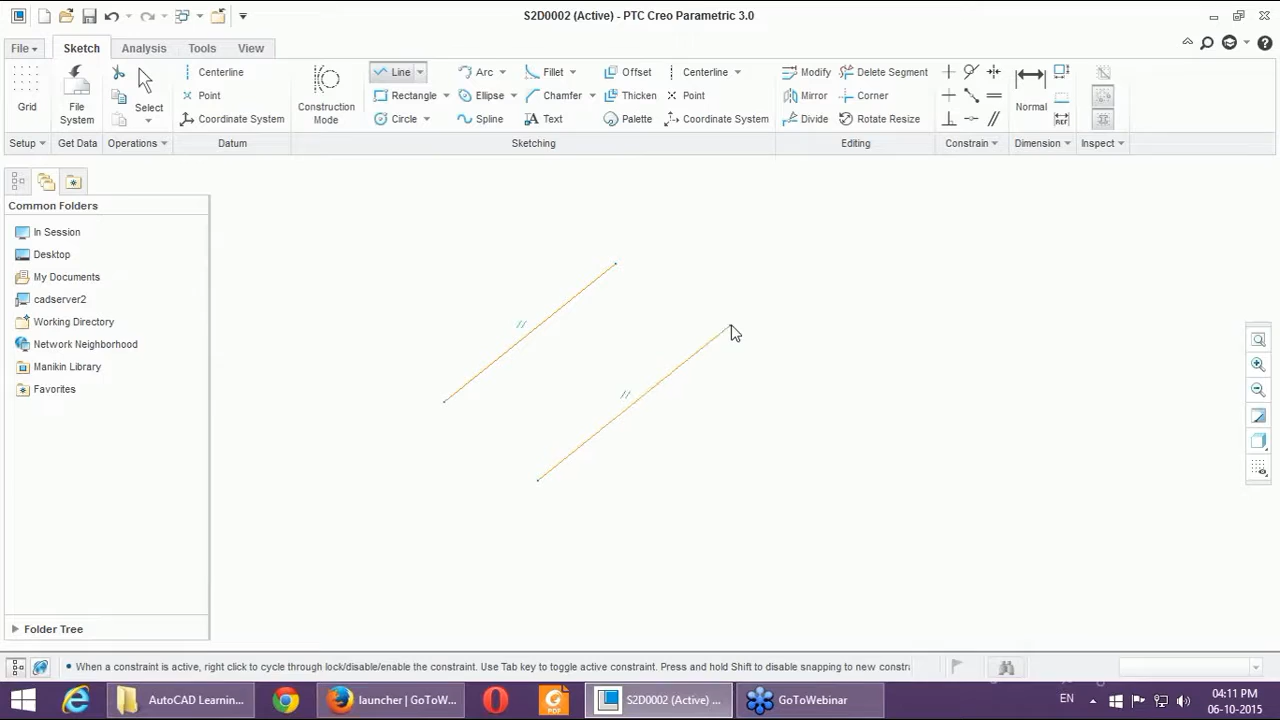 S2D0002 (Active) - PTC Creo Parametric 3.0
File Sketch Analysis Tools View
Grid File System Select Centerline Point Coordinate System Construction Mode
Line Arc Fillet Offset Centerline Modify Delete Segment
Rectangle Ellipse Chamfer Thicken Point Mirror Corner Normal
Circle Spline Text Palette Coordinate System Divide Rotate Resize REF
Setup Get Data Operations Datum Sketching Editing Constrain Dimension Inspect
Common Folders
In Session
Desktop
My Documents
cadserver2
Working Directory
Network Neighborhood
Manikin Library
Favorites
Folder Tree
When a constraint is active, right click to cycle through lock/disable/enable the constraint. Use Tab key to toggle active constraint. Press and hold Shift to disable snapping to new constr
AutoCAD Learnin... launcher | GoToW... PDF S2D0002 (Active) ... GoToWebinar EN 04:11 PM
06-10-2015